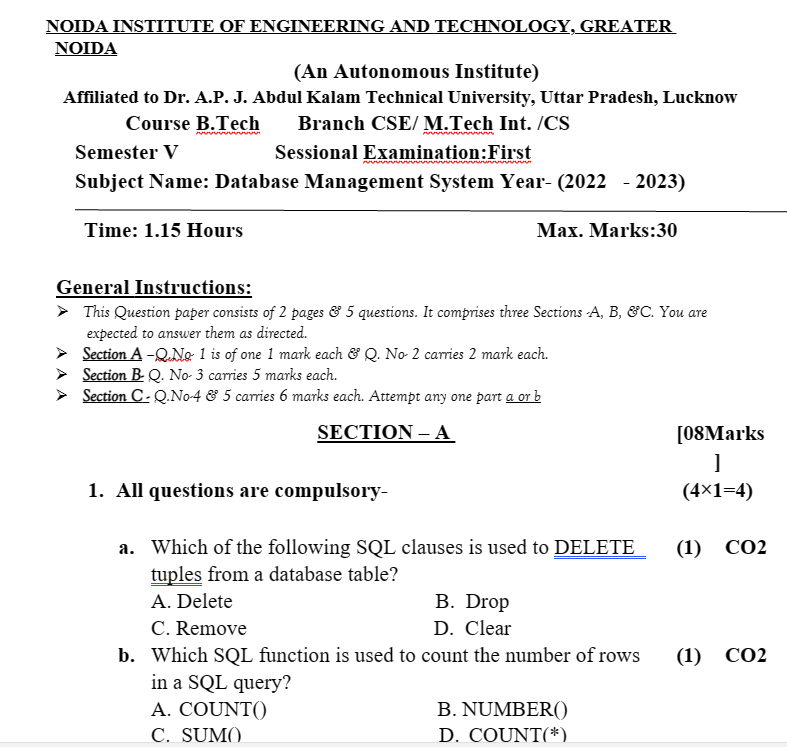 NOIDA INSTITUTE OF ENGINEERING AND TECHNOLOGY, GREATER
NOIDA
(An Autonomous Institute)
Affiliated to Dr. A.P. J. Abdul Kalam Technical University, Uttar Pradesh, Lucknow
Course B.Tech Branch CSE/ M.Tech Int. /CS
Semester V Sessional Examination:First
Subject Name: Database Management System Year- (2022 - 2023)
Time: 1.15 Hours Max. Marks:30
General Instructions:
➢ This Question paper consists of 2 pages & 5 questions. It comprises three Sections -A, B, &C. You are
expected to answer them as directed.
➢ Section A –Q.No- 1 is of one 1 mark each & Q. No- 2 carries 2 mark each.
➢ Section B- Q. No- 3 carries 5 marks each.
➢ Section C - Q.No-4 & 5 carries 6 marks each. Attempt any one part a or b
SECTION – A [08Marks
]
1. All questions are compulsory- (4×1=4)
a. Which of the following SQL clauses is used to DELETE (1) CO2
tuples from a database table?
A. Delete B. Drop
C. Remove D. Clear
b. Which SQL function is used to count the number of rows (1) CO2
in a SQL query?
A. COUNT() B. NUMBER()
C. SUM() D. COUNT(*)